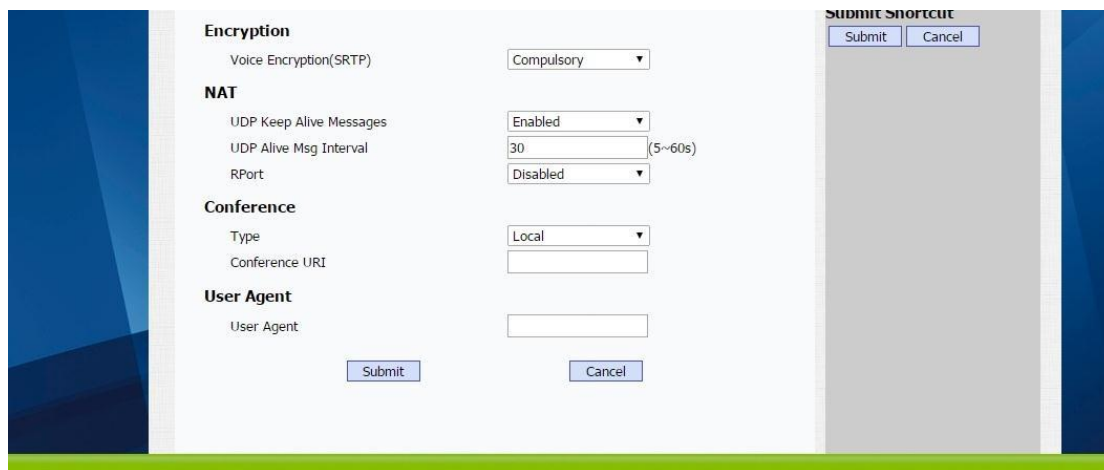 Encryption
Voice Encryption(SRTP) Compulsory
NAT
UDP Keep Alive Messages Enabled
UDP Alive Msg Interval 30 (5~60s)
RPort Disabled
Conference
Type Local
Conference URI
User Agent
User Agent
Submit Cancel
Submit Shortcut
Submit Cancel